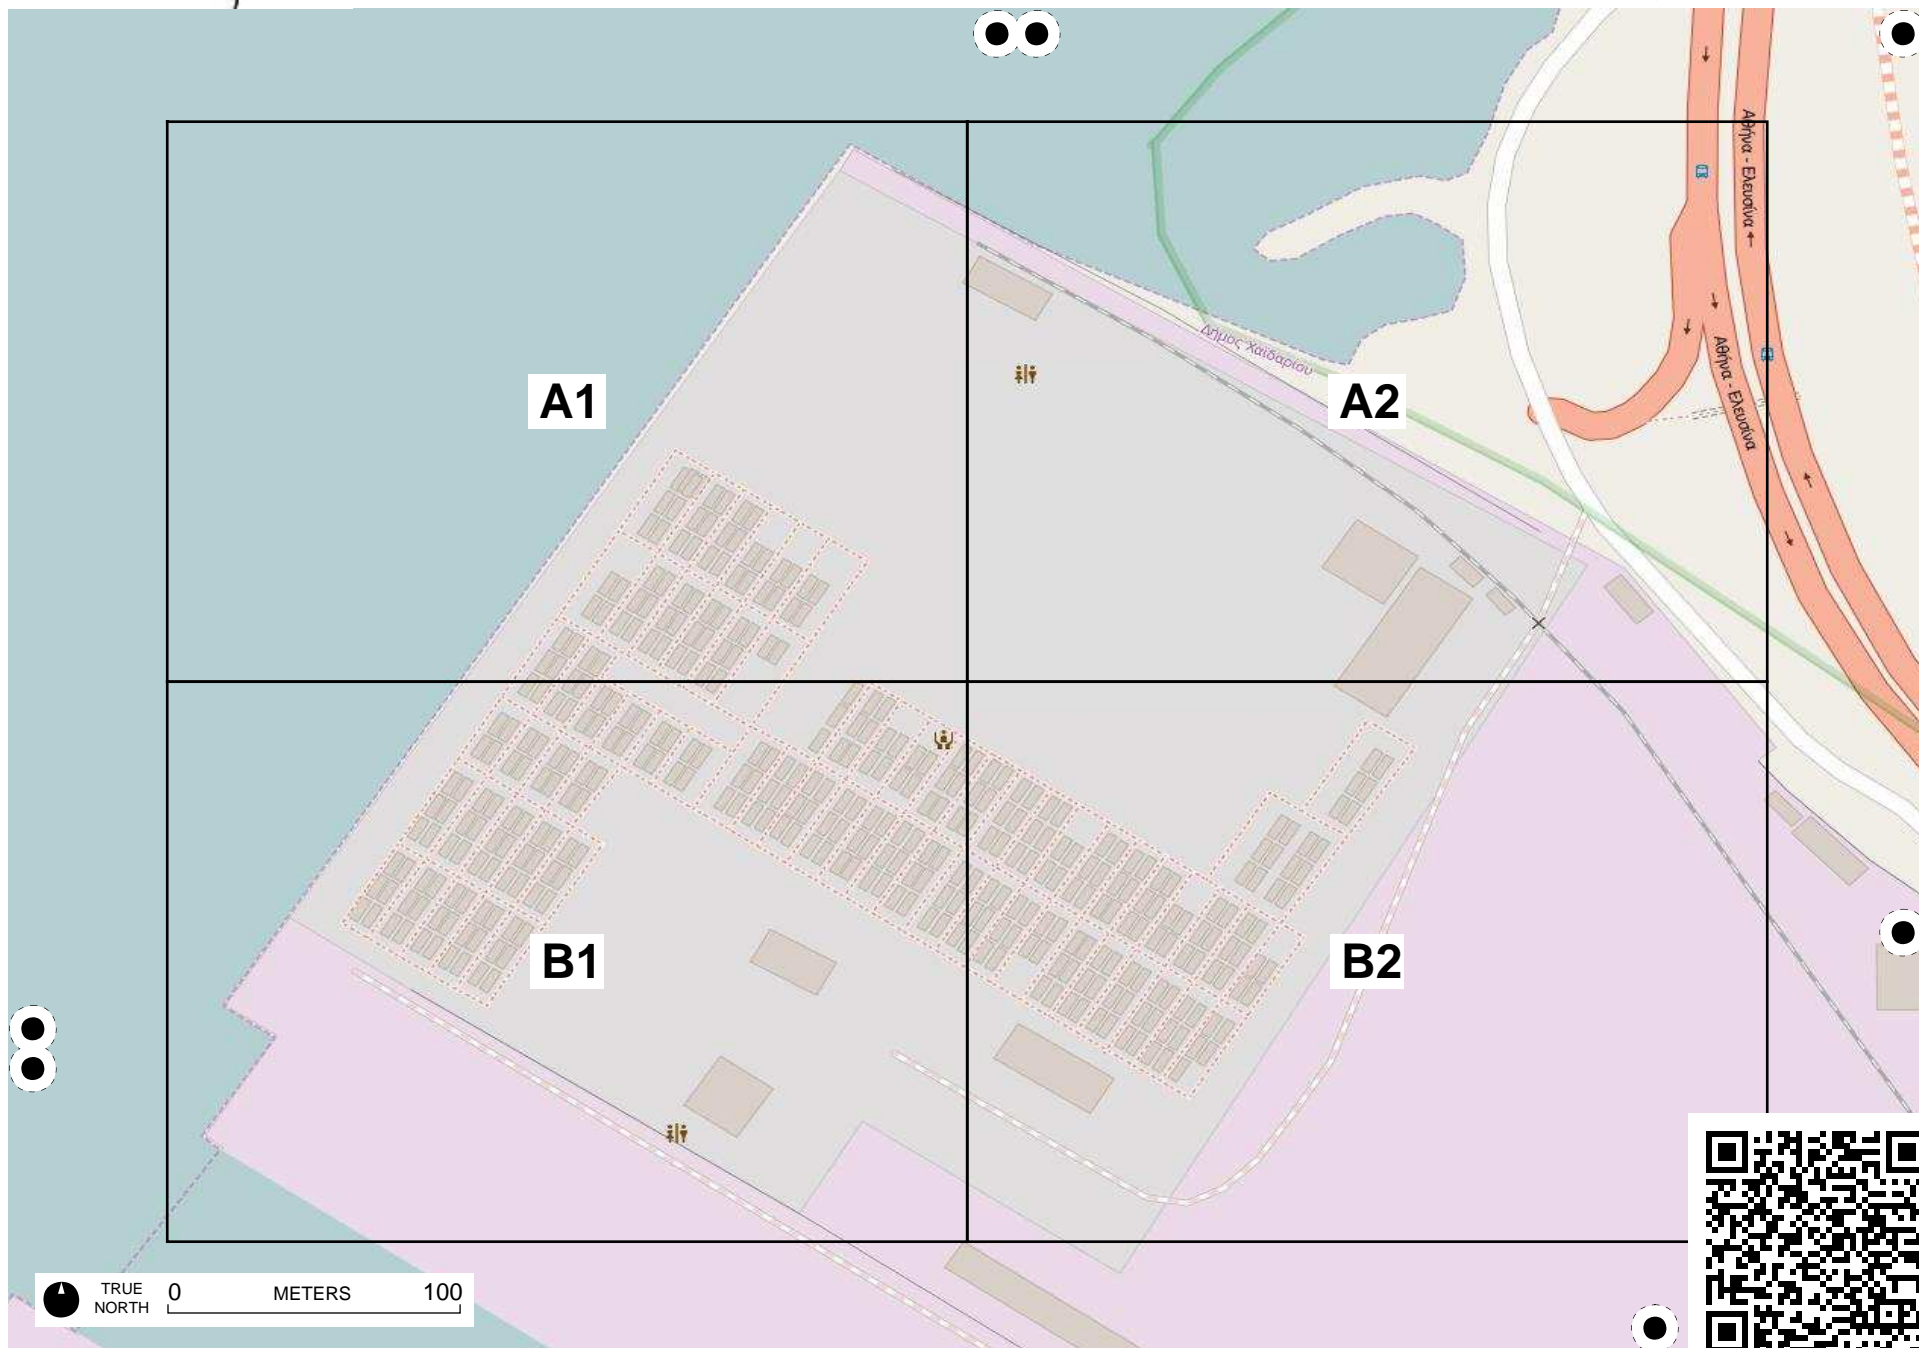 Αθήνα - Ελευσίνα
Δήμος Χαϊδαρίου
Αθήνα - Ελευσίνα
A1
A2
B1
B2
TRUE
NORTH
0
METERS
100